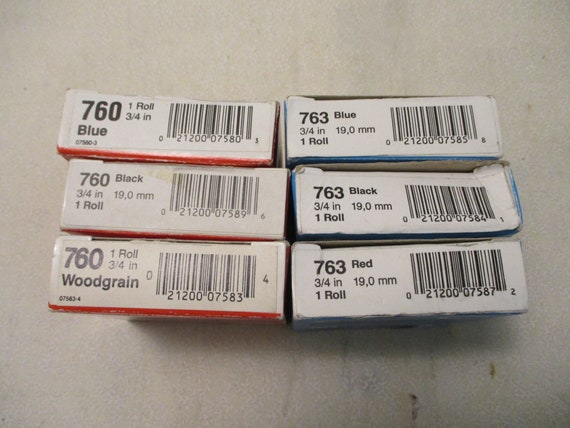 760 1 Roll
3/4 in
Blue
07580-3
0 21200 07580 3
763 Blue
3/4 in 19,0 mm
1 Roll
0 21200 07585 8
760 Black
3/4 in 19,0 mm
1 Roll
0 21200 07589 6
763 Black
3/4 in 19,0 mm
1 Roll
0 21200 07584 1
760 1 Roll
3/4 in
Woodgrain
07583-4
0 21200 07583 4
763 Red
3/4 in 19,0 mm
1 Roll
0 21200 07587 2